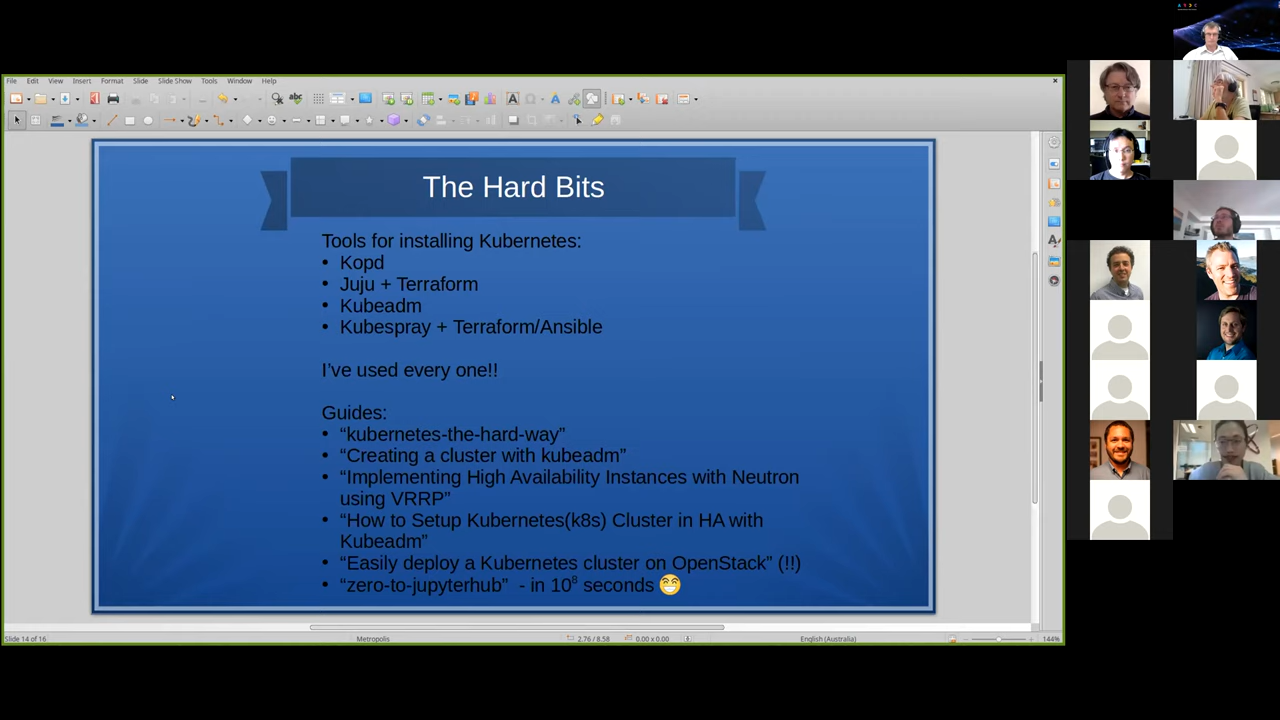 File Edit View Insert Format Slide Slide Show Tools Window Help
The Hard Bits
Tools for installing Kubernetes:
• Kopd
• Juju + Terraform
• Kubeadm
• Kubespray + Terraform/Ansible
I've used every one!!
Guides:
• “kubernetes-the-hard-way”
• “Creating a cluster with kubeadm”
• “Implementing High Availability Instances with Neutron
using VRRP”
• “How to Setup Kubernetes(k8s) Cluster in HA with
Kubeadm”
• “Easily deploy a Kubernetes cluster on OpenStack” (!!)
• “zero-to-jupyterhub” - in 10⁸ seconds 😁
Slide 14 of 16 Metropolis 2.76 / 8.58 0.00 x 0.00 English (Australia) 144%